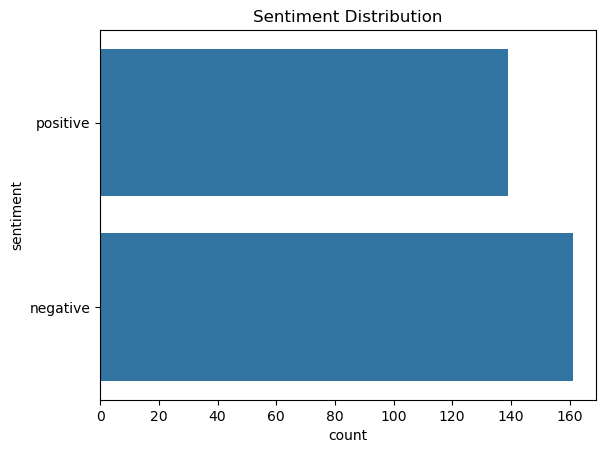 Sentiment Distribution
positive
negative
sentiment
0 20 40 60 80 100 120 140 160
count